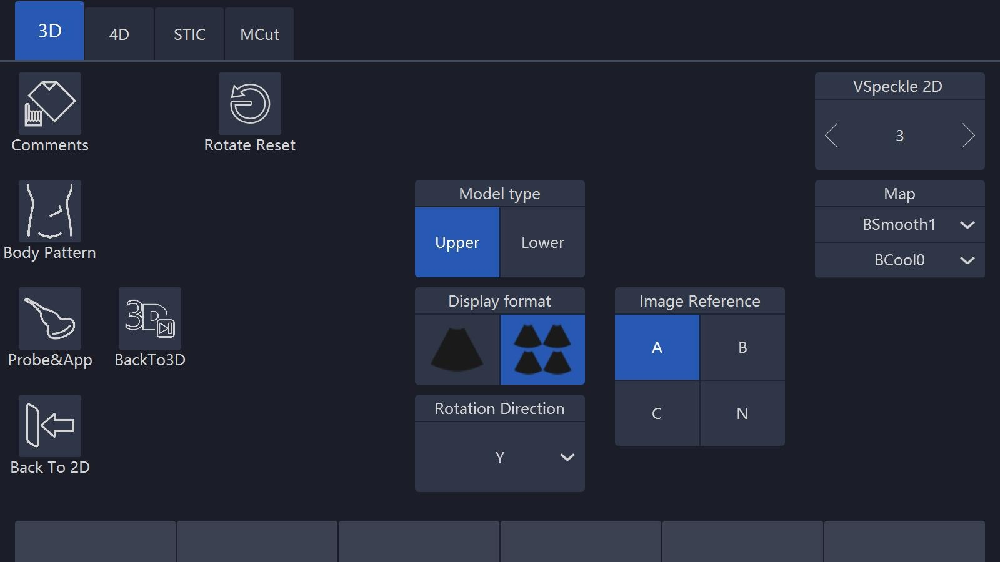 3D
4D
STIC
MCut
Comments
Rotate Reset
VSpeckle 2D
3
Body Pattern
Model type
Upper
Lower
Map
BSmooth1
BCool0
Probe&App
3D
BackTo3D
Display format
Image Reference
A
B
C
N
Back To 2D
Rotation Direction
Y